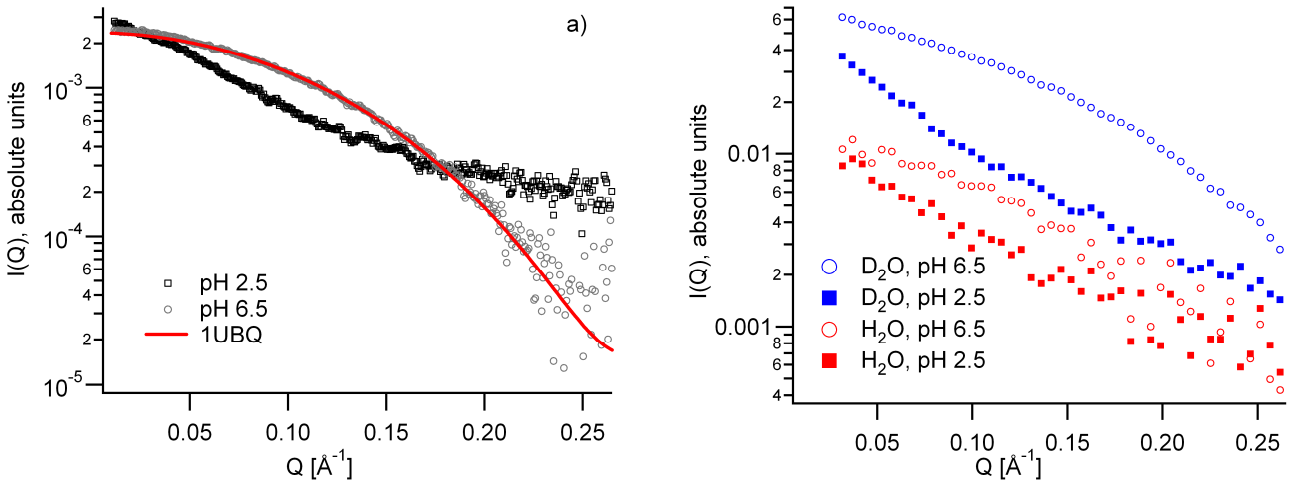 a)
I(Q), absolute units
2
10⁻³
8
6
4
2
10⁻⁴
8
6
4
2
10⁻⁵
pH 2.5
pH 6.5
1UBQ
0.05 0.10 0.15 0.20 0.25
Q [Å⁻¹]
I(Q), absolute units
6
4
2
0.01
8
6
4
2
0.001
8
6
4
D₂O, pH 6.5
D₂O, pH 2.5
H₂O, pH 6.5
H₂O, pH 2.5
0.05 0.10 0.15 0.20 0.25
Q [Å⁻¹]